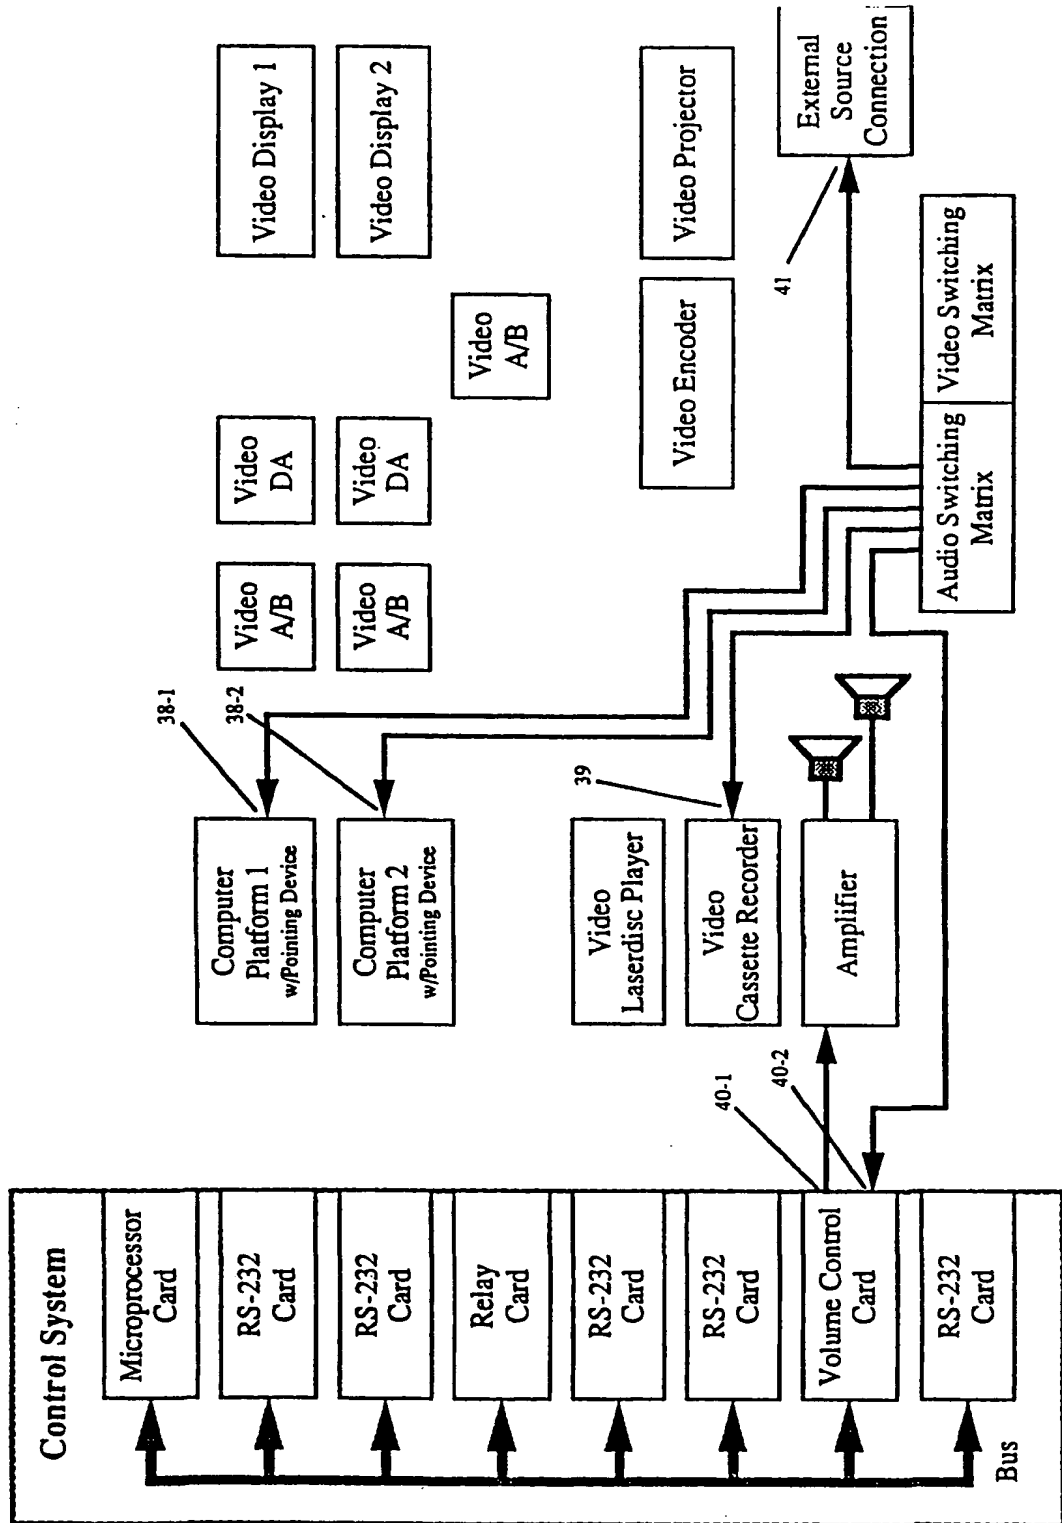 Control System
Microprocessor
Card
RS-232
Card
RS-232
Card
Relay
Card
RS-232
Card
RS-232
Card
Volume Control
Card
RS-232
Card
Bus
40-1
40-2
Computer
Platform 1
w/Pointing Device
Computer
Platform 2
w/Pointing Device
Video
Laserdisc Player
Video
Cassette Recorder
Amplifier
38-1
38-2
39
Video
A/B
Video
A/B
Video
DA
Video
DA
Video
A/B
Video Display 1
Video Display 2
Video Encoder
Video Projector
41
External
Source
Connection
Audio Switching
Matrix
Video Switching
Matrix